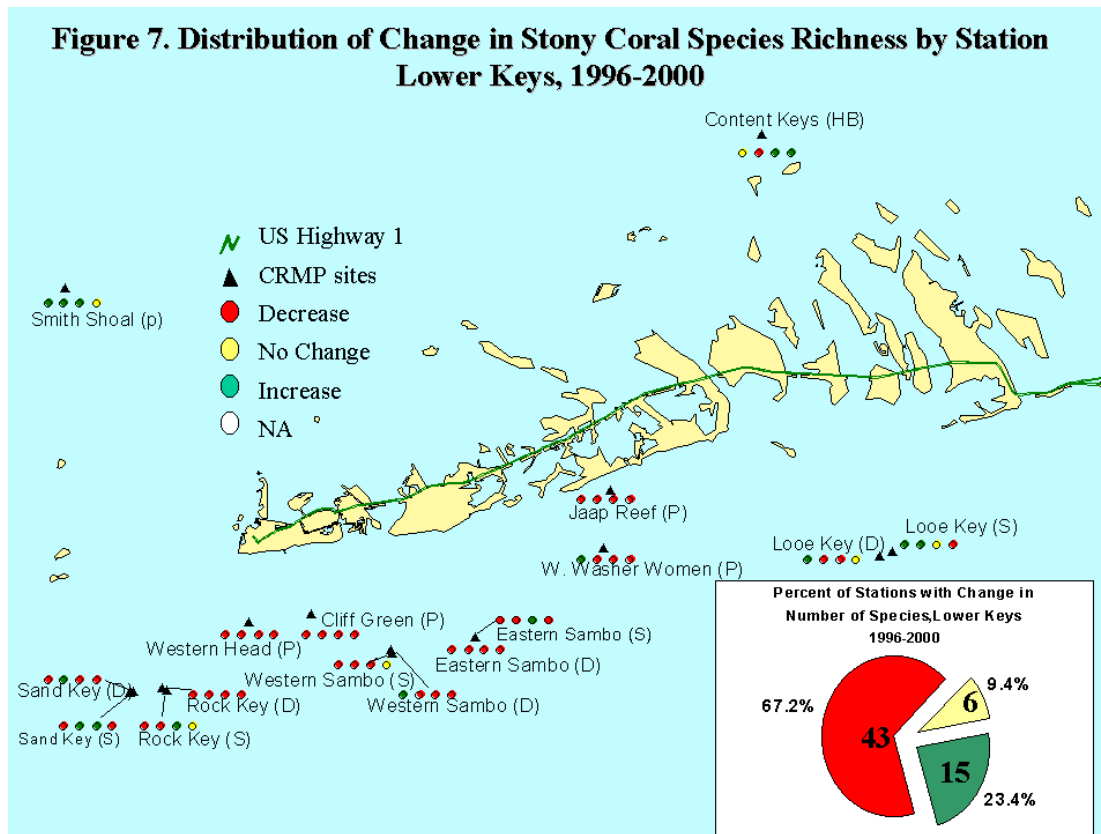 Figure 7. Distribution of Change in Stony Coral Species Richness by Station
Lower Keys, 1996-2000
Content Keys (HB)
US Highway 1
CRMP sites
Decrease
No Change
Increase
NA
Smith Shoal (p)
Jaap Reef (P)
Looe Key (S)
Looe Key (D)
W. Washer Women (P)
Cliff Green (P)
Western Head (P)
Eastern Sambo (S)
Eastern Sambo (D)
Western Sambo (S)
Western Sambo (D)
Sand Key (D)
Rock Key (D)
Sand Key (S)
Rock Key (S)
Percent of Stations with Change in
Number of Species,Lower Keys
1996-2000
67.2%
43
9.4%
6
15
23.4%